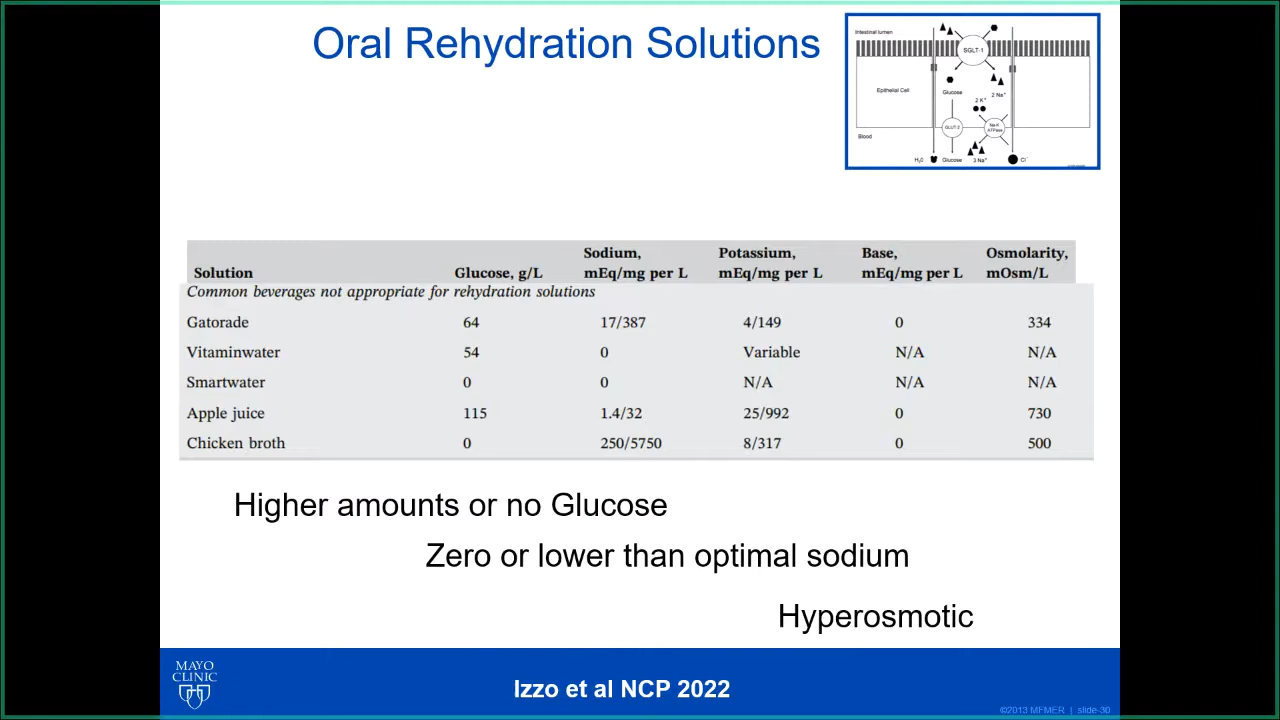 Oral Rehydration Solutions
Intestinal lumen
SGLT-1
Epithelial Cell
Glucose
2 Na+
2 K+
GLUT-2
Na-K
ATPase
Blood
H2O Glucose 3 Na+ Cl-
Sodium, Potassium, Base, Osmolarity,
Solution Glucose, g/L mEq/mg per L mEq/mg per L mEq/mg per L mOsm/L
Common beverages not appropriate for rehydration solutions
Gatorade 64 17/387 4/149 0 334
Vitaminwater 54 0 Variable N/A N/A
Smartwater 0 0 N/A N/A N/A
Apple juice 115 1.4/32 25/992 0 730
Chicken broth 0 250/5750 8/317 0 500
Higher amounts or no Glucose
Zero or lower than optimal sodium
Hyperosmotic
MAYO
CLINIC
Izzo et al NCP 2022
©2013 MFMER | slide-30